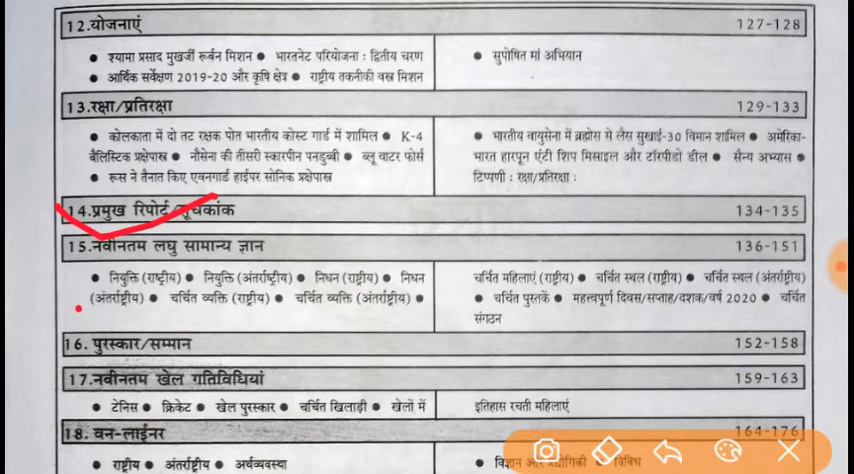 12.योजनाएं 127-128
● श्यामा प्रसाद मुखर्जी रूर्बन मिशन ● भारतनेट परियोजना : द्वितीय चरण
● आर्थिक सर्वेक्षण 2019-20 और कृषि क्षेत्र ● राष्ट्रीय तकनीकी वस्त्र मिशन
● सुपोषित मां अभियान
13.रक्षा/प्रतिरक्षा 129-133
● कोलकाता में दो तट रक्षक पोत भारतीय कोस्ट गार्ड में शामिल ● K-4
बैलिस्टिक प्रक्षेपास्त्र ● नौसेना की तीसरी स्कारपीन पनडुब्बी ● ब्लू वाटर फोर्स
● रूस ने तैनात किए एवनगार्ड हाईपर सोनिक प्रक्षेपास्त्र
● भारतीय वायुसेना में ब्रह्मोस से लैस सुखाई-30 विमान शामिल ● अमेरिका-
भारत हारपून एंटी शिप मिसाइल और टॉरपीडो डील ● सैन्य अभ्यास ●
टिप्पणी : रक्षा/प्रतिरक्षा :
14.प्रमुख रिपोर्ट/सूचकांक 134-135
15.नवीनतम लघु सामान्य ज्ञान 136-151
● नियुक्ति (राष्ट्रीय) ● नियुक्ति (अंतर्राष्ट्रीय) ● निधन (राष्ट्रीय) ● निधन
(अंतर्राष्ट्रीय) ● चर्चित व्यक्ति (राष्ट्रीय) ● चर्चित व्यक्ति (अंतर्राष्ट्रीय) ●
चर्चित महिलाएं (राष्ट्रीय) ● चर्चित स्थल (राष्ट्रीय) ● चर्चित स्थल (अंतर्राष्ट्रीय)
● चर्चित पुस्तकें ● महत्वपूर्ण दिवस/सप्ताह/दशक/वर्ष 2020 ● चर्चित
संगठन
16. पुरस्कार/सम्मान 152-158
17.नवीनतम खेल गतिविधियां 159-163
● टेनिस ● क्रिकेट ● खेल पुरस्कार ● चर्चित खिलाड़ी ● खेलों में
इतिहास रचती महिलाएं
18. वन-लाईनर 164-176
● राष्ट्रीय ● अंतर्राष्ट्रीय ● अर्थव्यवस्था
● विज्ञान और प्रौद्योगिकी ● विविध